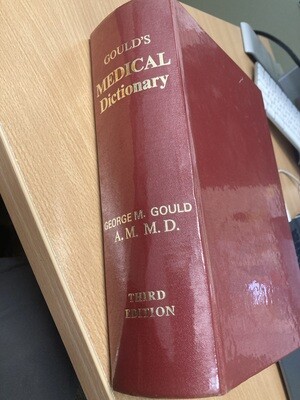 GOULD'S
MEDICAL
Dictionary
GEORGE M. GOULD
A. M. M. D.
THIRD
EDITION